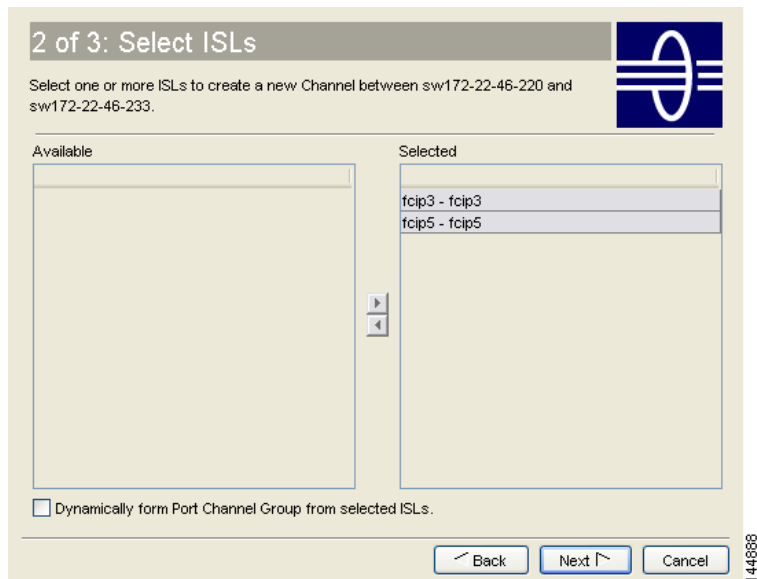 2 of 3: Select ISLs
Select one or more ISLs to create a new Channel between sw172-22-46-220 and
sw172-22-46-233.
Available
Selected
fcip3 - fcip3
fcip5 - fcip5
Dynamically form Port Channel Group from selected ISLs.
Back
Next
Cancel
144888